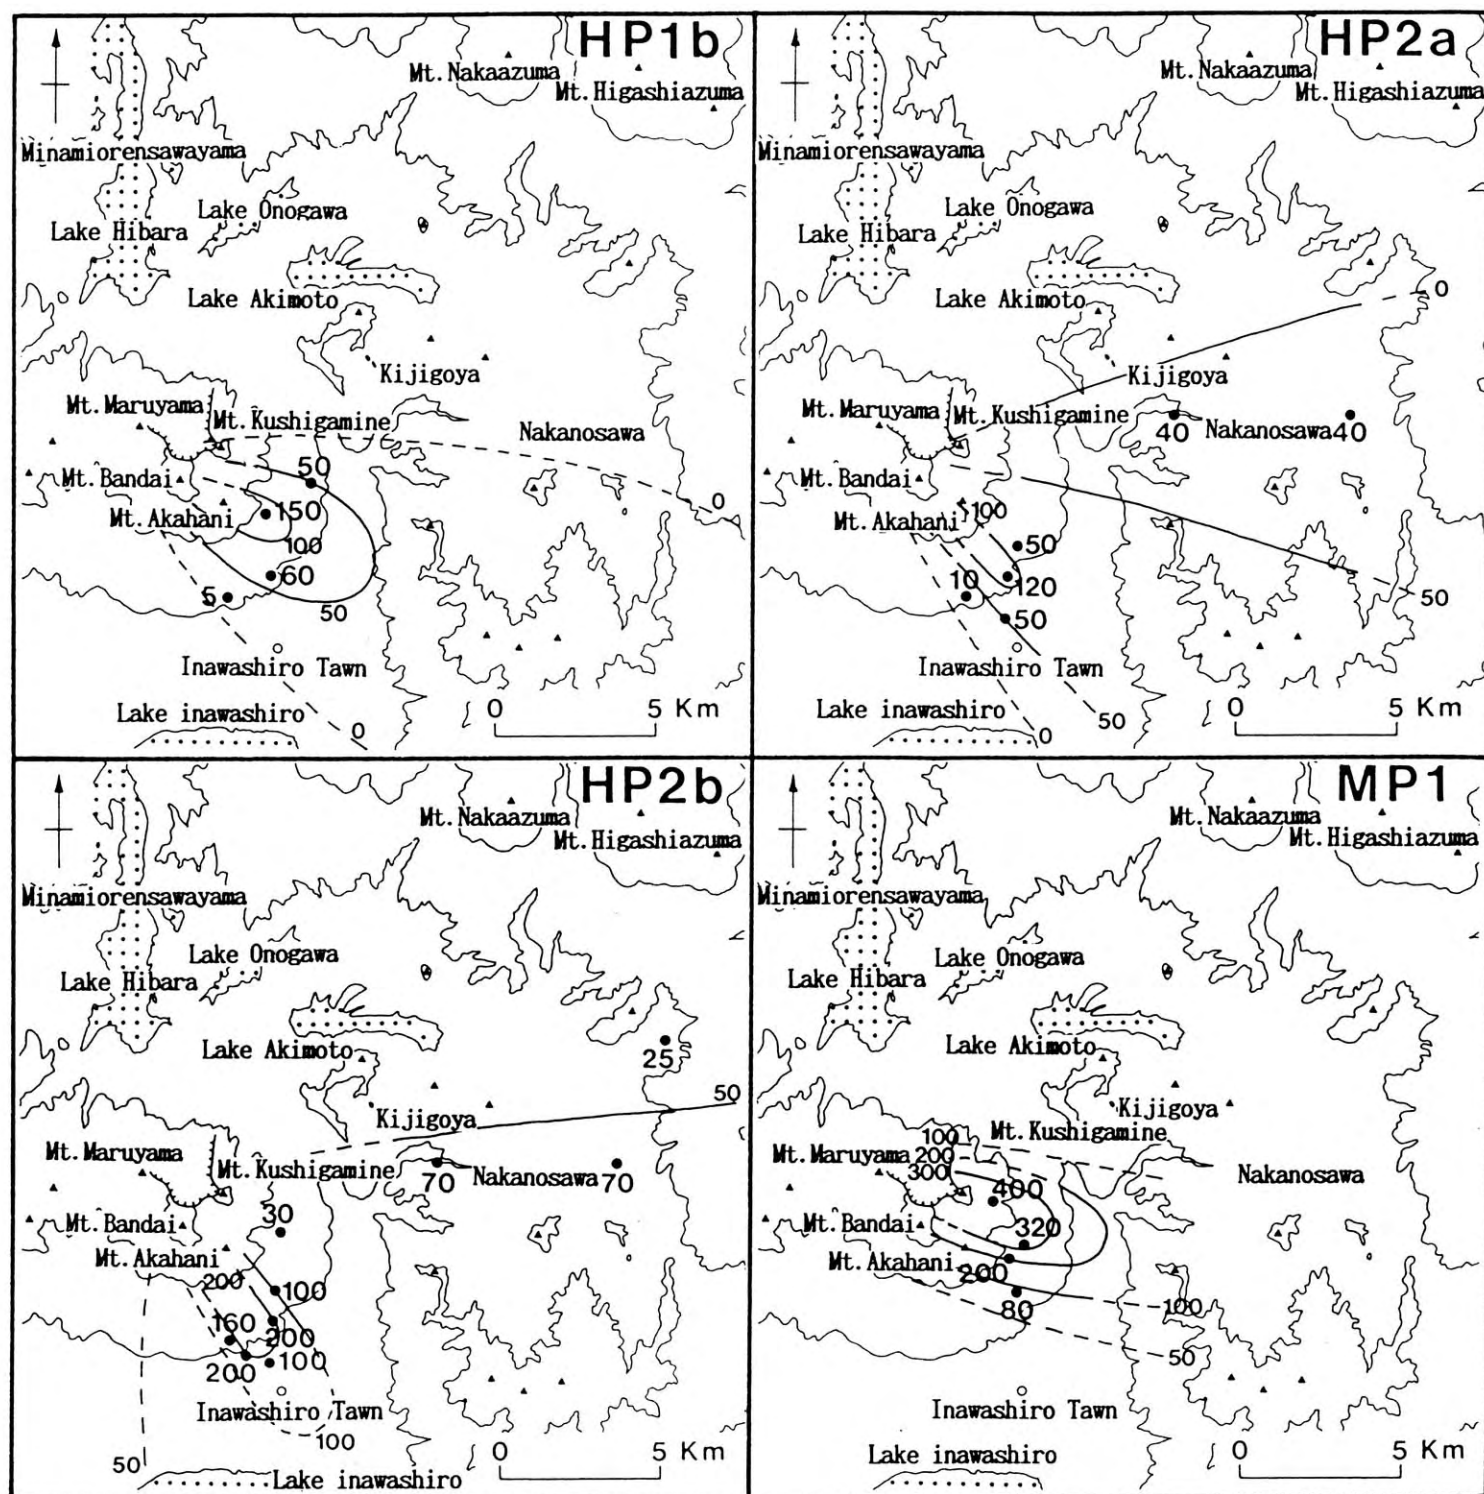 HP1b
Mt. Nakaazuma
Mt. Higashiazuma
Minamiorensawayama
Lake Onogawa
Lake Hibara
Lake Akimoto
Kijigoya
Mt. Maruyama
Mt. Kushigamine
Nakanosawa
50
Mt. Bandai
150
0
Mt. Akahani
100
60
5
50
Inawashiro Tawn
Lake inawashiro
0
0 5 Km
HP2a
Mt. Nakaazuma
Mt. Higashiazuma
Minamiorensawayama
Lake Onogawa
Lake Hibara
0
Lake Akimoto
Kijigoya
Mt. Maruyama
Mt. Kushigamine
40 Nakanosawa 40
Mt. Bandai
Mt. Akahani
100
50
10
120
50
50
Inawashiro Tawn
Lake inawashiro
50
0
0 5 Km
HP2b
Mt. Nakaazuma
Mt. Higashiazuma
Minamiorensawayama
Lake Onogawa
Lake Hibara
Lake Akimoto
25
50
Kijigoya
Mt. Maruyama
Mt. Kushigamine
70 Nakanosawa 70
30
Mt. Bandai
Mt. Akahani
200
100
160
200
200
100
Inawashiro Tawn
100
50
Lake inawashiro
0 5 Km
MP1
Mt. Nakaazuma
Mt. Higashiazuma
Minamiorensawayama
Lake Onogawa
Lake Hibara
Lake Akimoto
Kijigoya
Mt. Kushigamine
100
Mt. Maruyama
200
300
Nakanosawa
400
Mt. Bandai
320
Mt. Akahani
200
100
80
50
Inawashiro Tawn
Lake inawashiro
0 5 Km